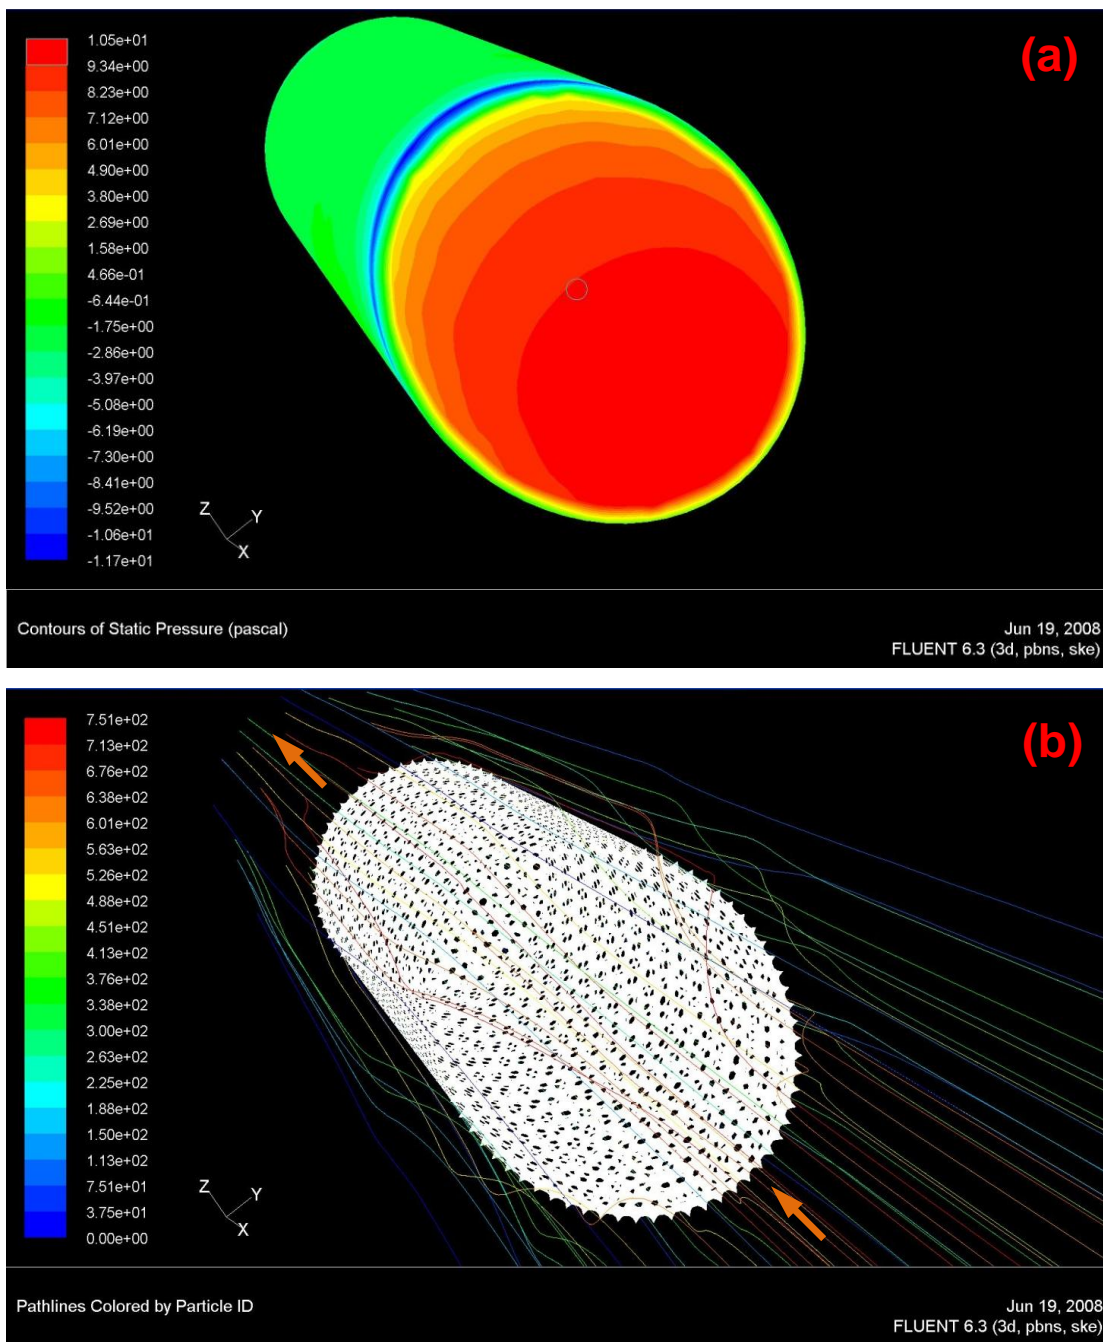 (a)
1.05e+01
9.34e+00
8.23e+00
7.12e+00
6.01e+00
4.90e+00
3.80e+00
2.69e+00
1.58e+00
4.66e-01
-6.44e-01
-1.75e+00
-2.86e+00
-3.97e+00
-5.08e+00
-6.19e+00
-7.30e+00
-8.41e+00
-9.52e+00
-1.06e+01
-1.17e+01
Z
Y
X
Contours of Static Pressure (pascal)
Jun 19, 2008
FLUENT 6.3 (3d, pbns, ske)
(b)
7.51e+02
7.13e+02
6.76e+02
6.38e+02
6.01e+02
5.63e+02
5.26e+02
4.88e+02
4.51e+02
4.13e+02
3.76e+02
3.38e+02
3.00e+02
2.63e+02
2.25e+02
1.88e+02
1.50e+02
1.13e+02
7.51e+01
3.75e+01
0.00e+00
Z
Y
X
Pathlines Colored by Particle ID
Jun 19, 2008
FLUENT 6.3 (3d, pbns, ske)